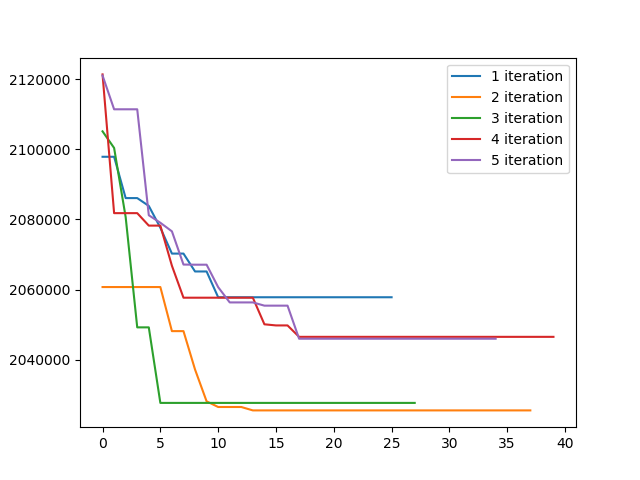 2120000
2100000
2080000
2060000
2040000
0 5 10 15 20 25 30 35 40
1 iteration
2 iteration
3 iteration
4 iteration
5 iteration